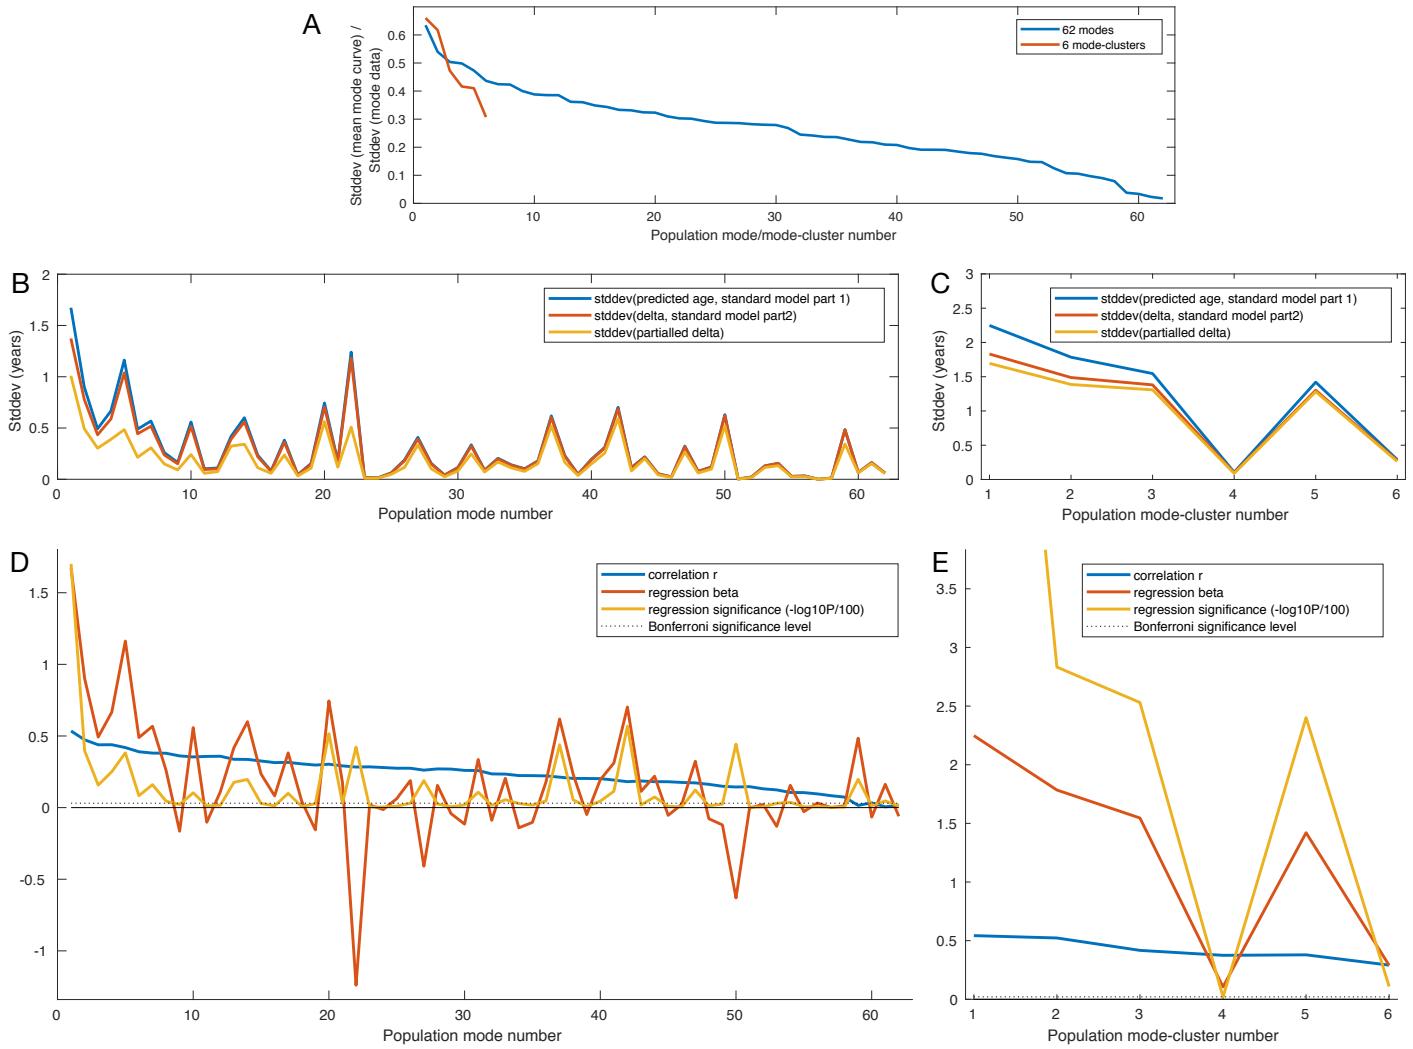 A
Stddev (mean mode curve) /
Stddev (mode data)
0.6
0.5
0.4
0.3
0.2
0.1
0
0 10 20 30 40 50 60
Population mode/mode-cluster number
62 modes
6 mode-clusters
B
Stddev (years)
2
1.5
1
0.5
0
0 10 20 30 40 50 60
Population mode number
stddev(predicted age, standard model part 1)
stddev(delta, standard model part2)
stddev(partialled delta)
C
Stddev (years)
3
2.5
2
1.5
1
0.5
0
1 2 3 4 5 6
Population mode-cluster number
stddev(predicted age, standard model part 1)
stddev(delta, standard model part2)
stddev(partialled delta)
D
1.5
1
0.5
0
-0.5
-1
0 10 20 30 40 50 60
Population mode number
correlation r
regression beta
regression significance (-log10P/100)
Bonferroni significance level
E
3.5
3
2.5
2
1.5
1
0.5
0
1 2 3 4 5 6
Population mode-cluster number
correlation r
regression beta
regression significance (-log10P/100)
Bonferroni significance level